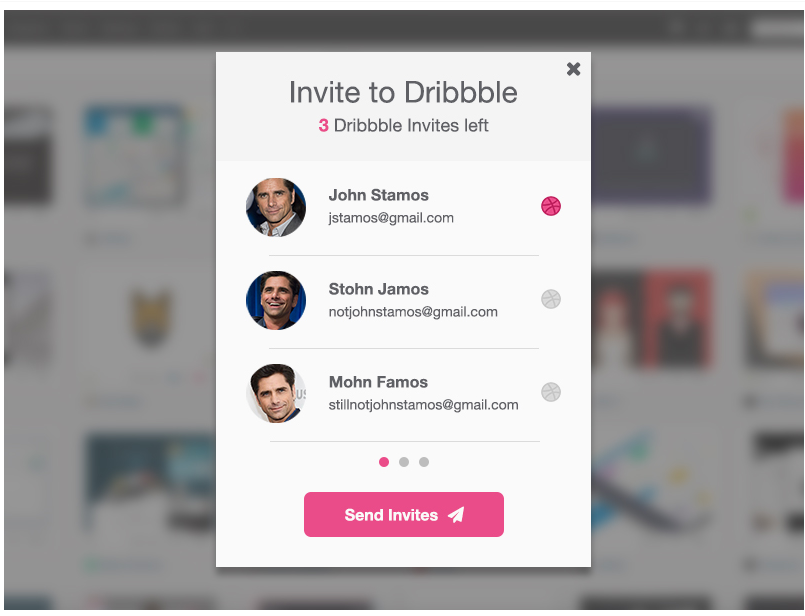 Invite to Dribbble
3 Dribbble Invites left
John Stamos
jstamos@gmail.com
Stohn Jamos
notjohnstamos@gmail.com
Mohn Famos
stillnotjohnstamos@gmail.com
Send Invites